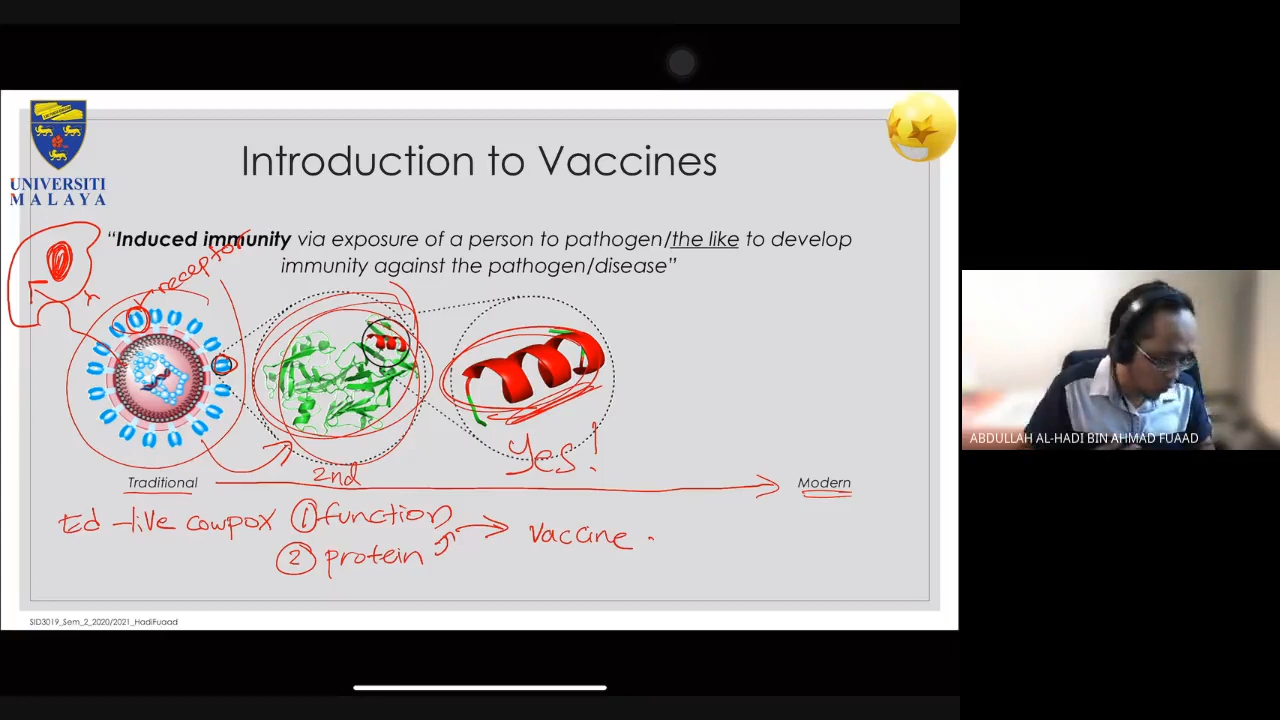 UNIVERSITI
MALAYA
Introduction to Vaccines
“Induced immunity via exposure of a person to pathogen/the like to develop
immunity against the pathogen/disease”
receptor
Yes!
2nd
Traditional
Modern
Ed -live cowpox
① function
② protein
vaccine.
SID3019_Sem_2_2020/2021_HadiFuaad
ABDULLAH AL-HADI BIN AHMAD FUAAD